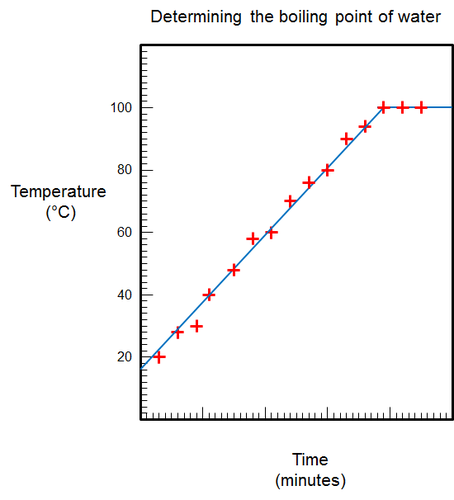 Determining the boiling point of water
100
80
Temperature
(°C)
60
40
20
Time
(minutes)